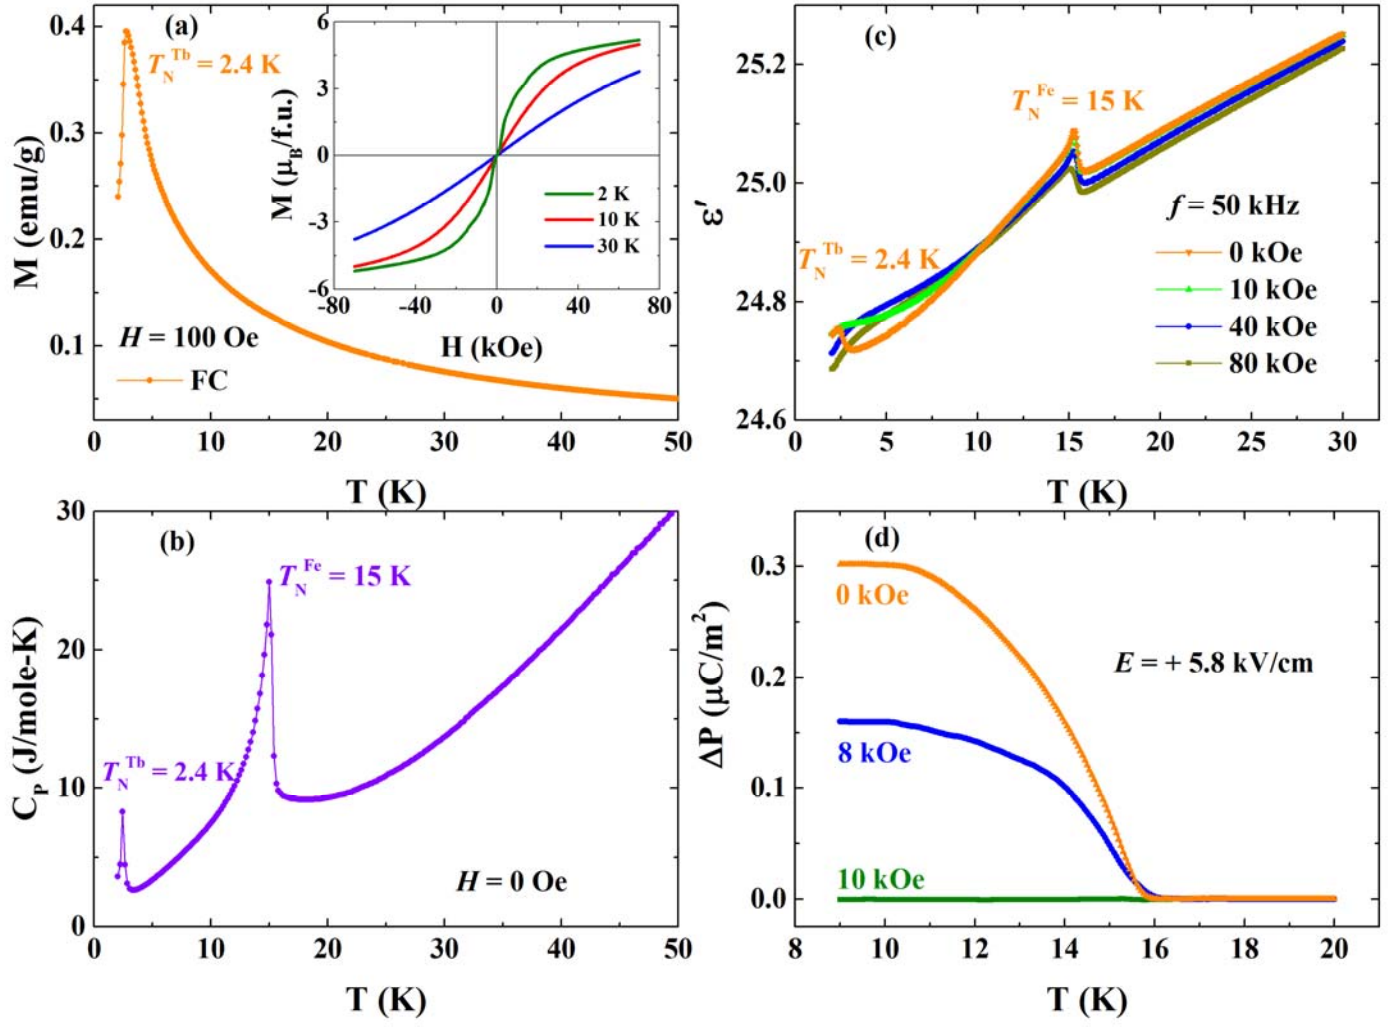 (a)
T_N^Tb = 2.4 K
M (emu/g)
0.4
0.3
0.2
0.1
H = 100 Oe
FC
0 10 20 30 40 50
T (K)
M (μ_B/f.u.)
6
3
0
-3
-6
2 K
10 K
30 K
-80 -40 0 40 80
H (kOe)
(c)
T_N^Fe = 15 K
ε'
25.2
25.0
24.8
24.6
f = 50 kHz
T_N^Tb = 2.4 K
0 kOe
10 kOe
40 kOe
80 kOe
0 5 10 15 20 25 30
T (K)
(b)
T_N^Fe = 15 K
C_P (J/mole-K)
30
20
10
0
T_N^Tb = 2.4 K
H = 0 Oe
0 10 20 30 40 50
T (K)
(d)
0 kOe
ΔP (μC/m²)
0.3
0.2
0.1
0.0
E = + 5.8 kV/cm
8 kOe
10 kOe
8 10 12 14 16 18 20
T (K)